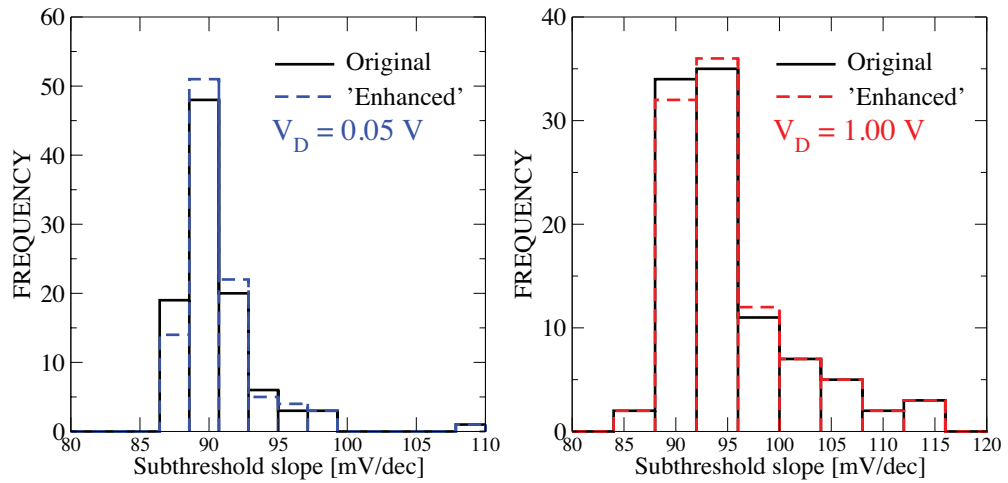 60
50
40
30
20
10
0
FREQUENCY
Original
'Enhanced'
V_D = 0.05 V
80 85 90 95 100 105 110
Subthreshold slope [mV/dec]
40
30
20
10
0
FREQUENCY
Original
'Enhanced'
V_D = 1.00 V
80 85 90 95 100 105 110 115 120
Subthreshold slope [mV/dec]